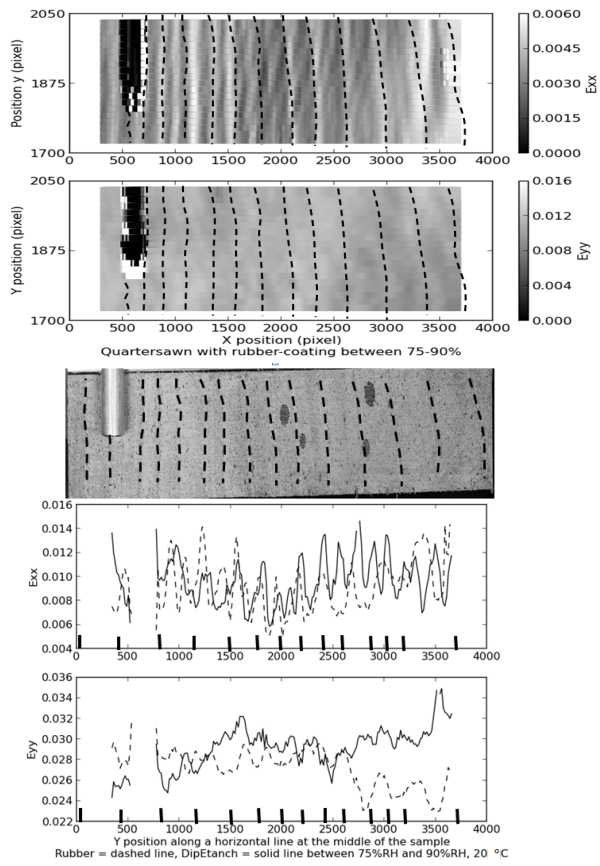 2050
1875
1700
Position y (pixel)
0 500 1000 1500 2000 2500 3000 3500 4000
0.0060
0.0045
0.0030
0.0015
0.0000
Exx
2050
1875
1700
Y position (pixel)
0 500 1000 1500 2000 2500 3000 3500 4000
0.016
0.012
0.008
0.004
0.000
Eyy
X position (pixel)
Quartersawn with rubber-coating between 75-90%
0.016
0.014
0.012
0.010
0.008
0.006
0.004
Exx
0 500 1000 1500 2000 2500 3000 3500 4000
0.036
0.034
0.032
0.030
0.028
0.026
0.024
0.022
Eyy
0 500 1000 1500 2000 2500 3000 3500 4000
Y position along a horizontal line at the middle of the sample
Rubber = dashed line, DipEtanch = solid line between 75%RH and 90%RH, 20 °C